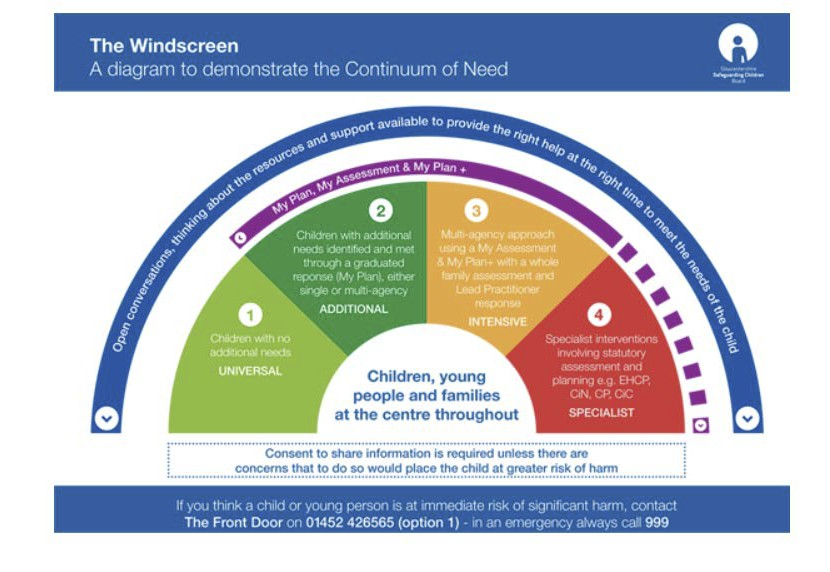 The Windscreen
A diagram to demonstrate the Continuum of Need
Gloucestershire
Safeguarding Children
Board
Open conversations, thinking about the resources and support available to provide the right help at the right time to meet the needs of the child
My Plan, My Assessment & My Plan +
1
Children with no
additional needs
UNIVERSAL
2
Children with additional
needs identified and met
through a graduated
reponse (My Plan), either
single or multi-agency
ADDITIONAL
3
Multi-agency approach
using a My Assessment
& My Plan+ with a whole
family assessment and
Lead Practitioner
response
INTENSIVE
4
Specialist interventions
involving statutory
assessment and
planning e.g. EHCP,
CiN, CP, CiC
SPECIALIST
Children, young
people and families
at the centre throughout
Consent to share information is required unless there are
concerns that to do so would place the child at greater risk of harm
If you think a child or young person is at immediate risk of significant harm, contact
The Front Door on 01452 426565 (option 1) - in an emergency always call 999